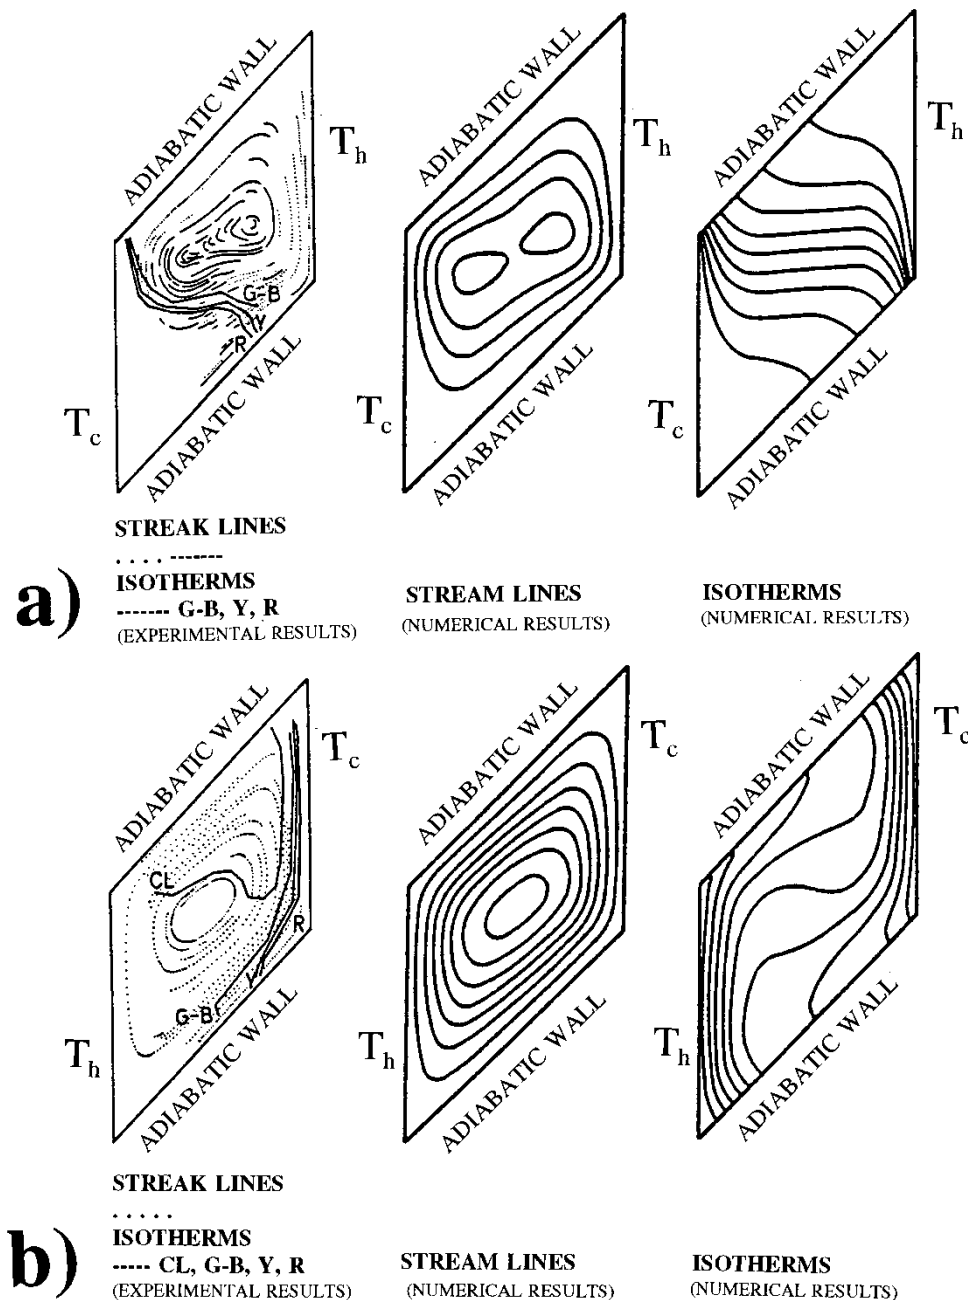 ADIABATIC WALL
T_h
G-B
Y
R
T_c
ADIABATIC WALL
STREAK LINES
. . . . -------
ISOTHERMS
------- G-B, Y, R
(EXPERIMENTAL RESULTS)
ADIABATIC WALL
T_h
T_c
ADIABATIC WALL
STREAM LINES
(NUMERICAL RESULTS)
ADIABATIC WALL
T_h
T_c
ADIABATIC WALL
ISOTHERMS
(NUMERICAL RESULTS)
a)
ADIABATIC WALL
T_c
CL
R
Y
G-B
T_h
ADIABATIC WALL
STREAK LINES
. . . . .
ISOTHERMS
----- CL, G-B, Y, R
(EXPERIMENTAL RESULTS)
ADIABATIC WALL
T_c
T_h
ADIABATIC WALL
STREAM LINES
(NUMERICAL RESULTS)
ADIABATIC WALL
T_c
T_h
ADIABATIC WALL
ISOTHERMS
(NUMERICAL RESULTS)
b)